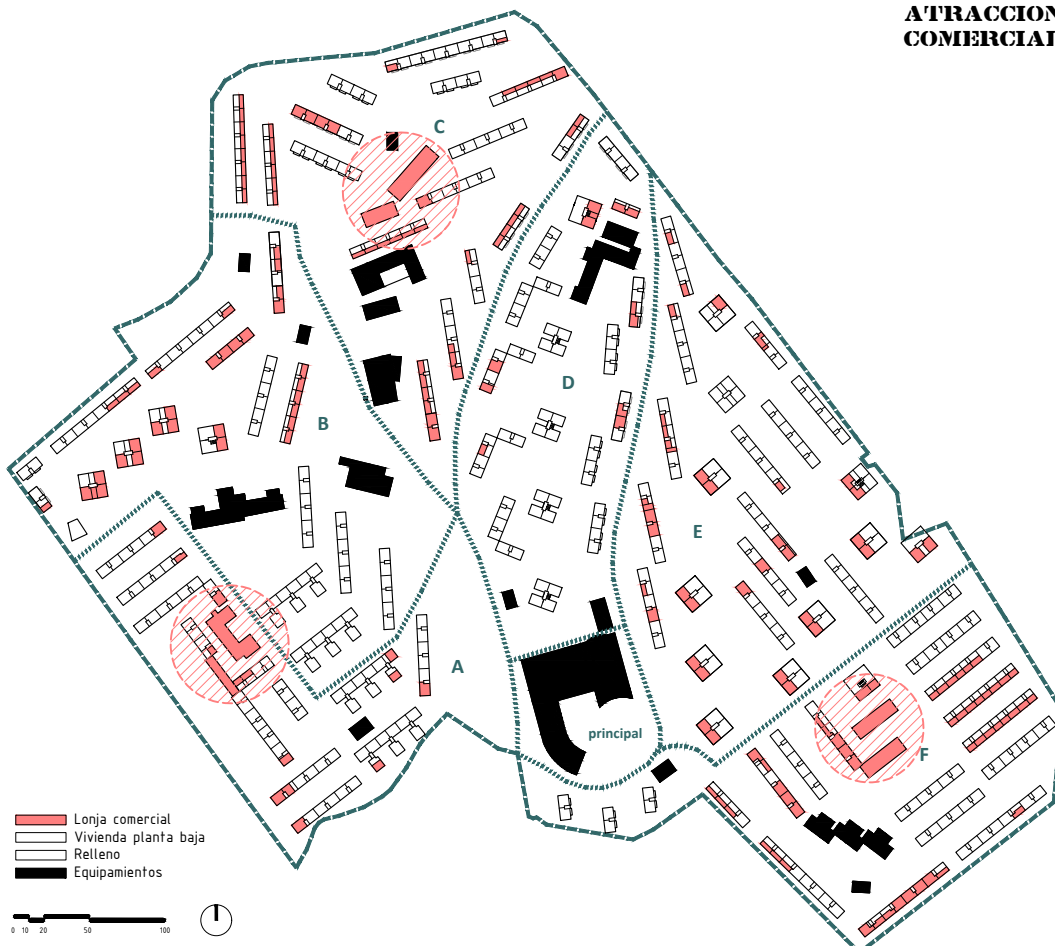 ATRACCION
COMERCIAL
C
D
B
E
A
principal
F
Lonja comercial
Vivienda planta baja
Relleno
Equipamientos
0 10 20 50 100